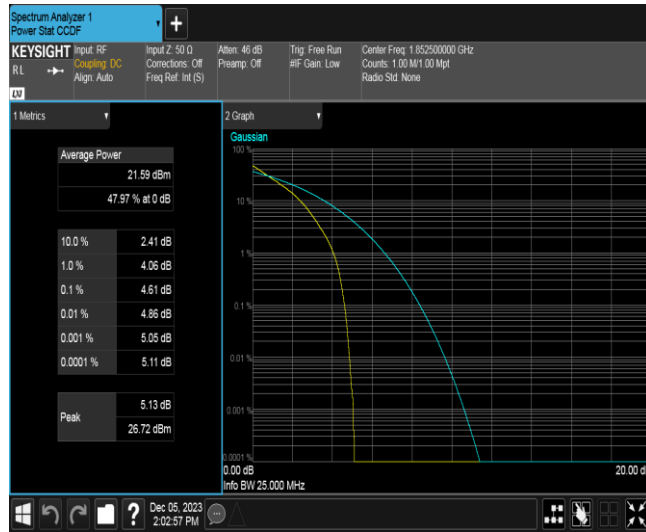 Spectrum Analyzer 1
Power Stat CCDF
+
KEYSIGHT
RL
LXI
Input: RF
Coupling: DC
Align: Auto
Input Z: 50 Ω
Corrections: Off
Freq Ref: Int (S)
Atten: 46 dB
Preamp: Off
Trig: Free Run
#IF Gain: Low
Center Freq: 1.852500000 GHz
Counts: 1.00 M/1.00 Mpt
Radio Std: None
1 Metrics
Average Power
21.59 dBm
47.97 % at 0 dB
10.0 % 2.41 dB
1.0 % 4.06 dB
0.1 % 4.61 dB
0.01 % 4.86 dB
0.001 % 5.05 dB
0.0001 % 5.11 dB
Peak
5.13 dB
26.72 dBm
2 Graph
Gaussian
100 %
10 %
1 %
0.1 %
0.01 %
0.001 %
0.0001 %
0.00 dB
20.00 d
Info BW 25.000 MHz
?
Dec 05, 2023
2:02:57 PM